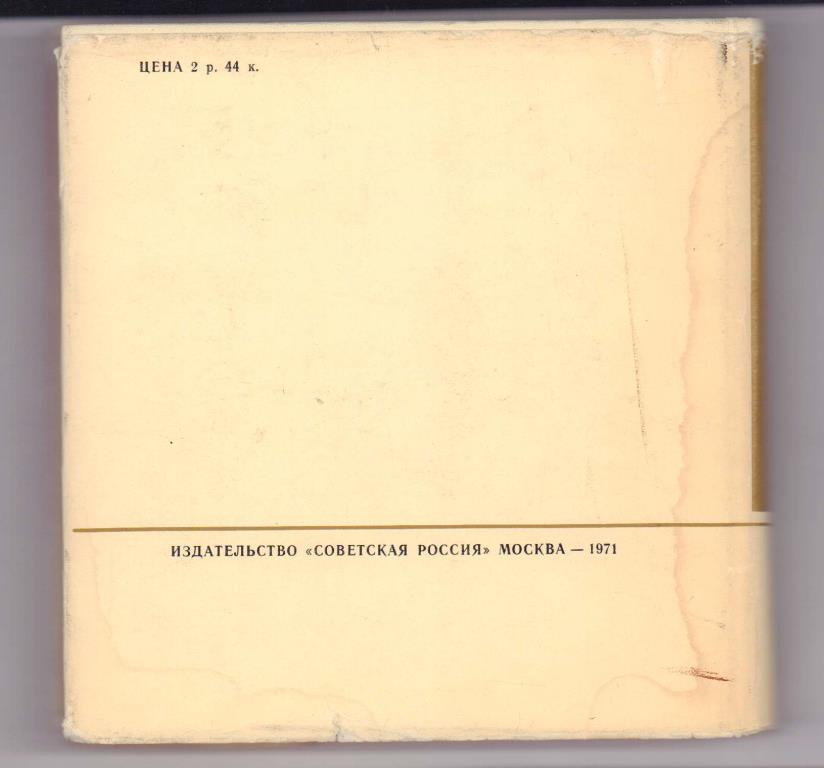 ЦЕНА 2 р. 44 к.
ИЗДАТЕЛЬСТВО «СОВЕТСКАЯ РОССИЯ» МОСКВА — 1971